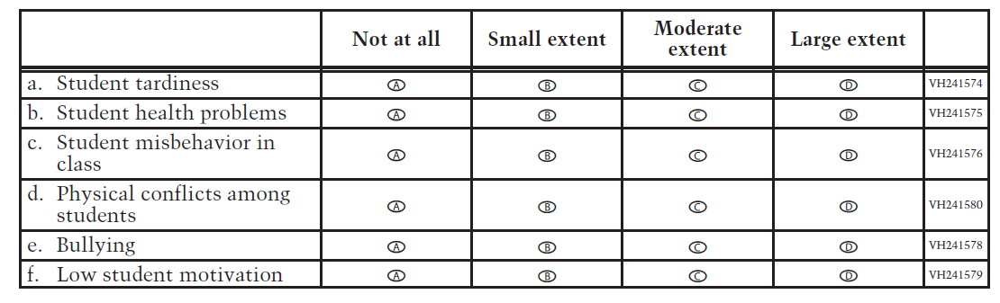 Not at all Small extent Moderate extent Large extent
a. Student tardiness A B C D VH241574
b. Student health problems A B C D VH241575
c. Student misbehavior in
class A B C D VH241576
d. Physical conflicts among
students A B C D VH241580
e. Bullying A B C D VH241578
f. Low student motivation A B C D VH241579